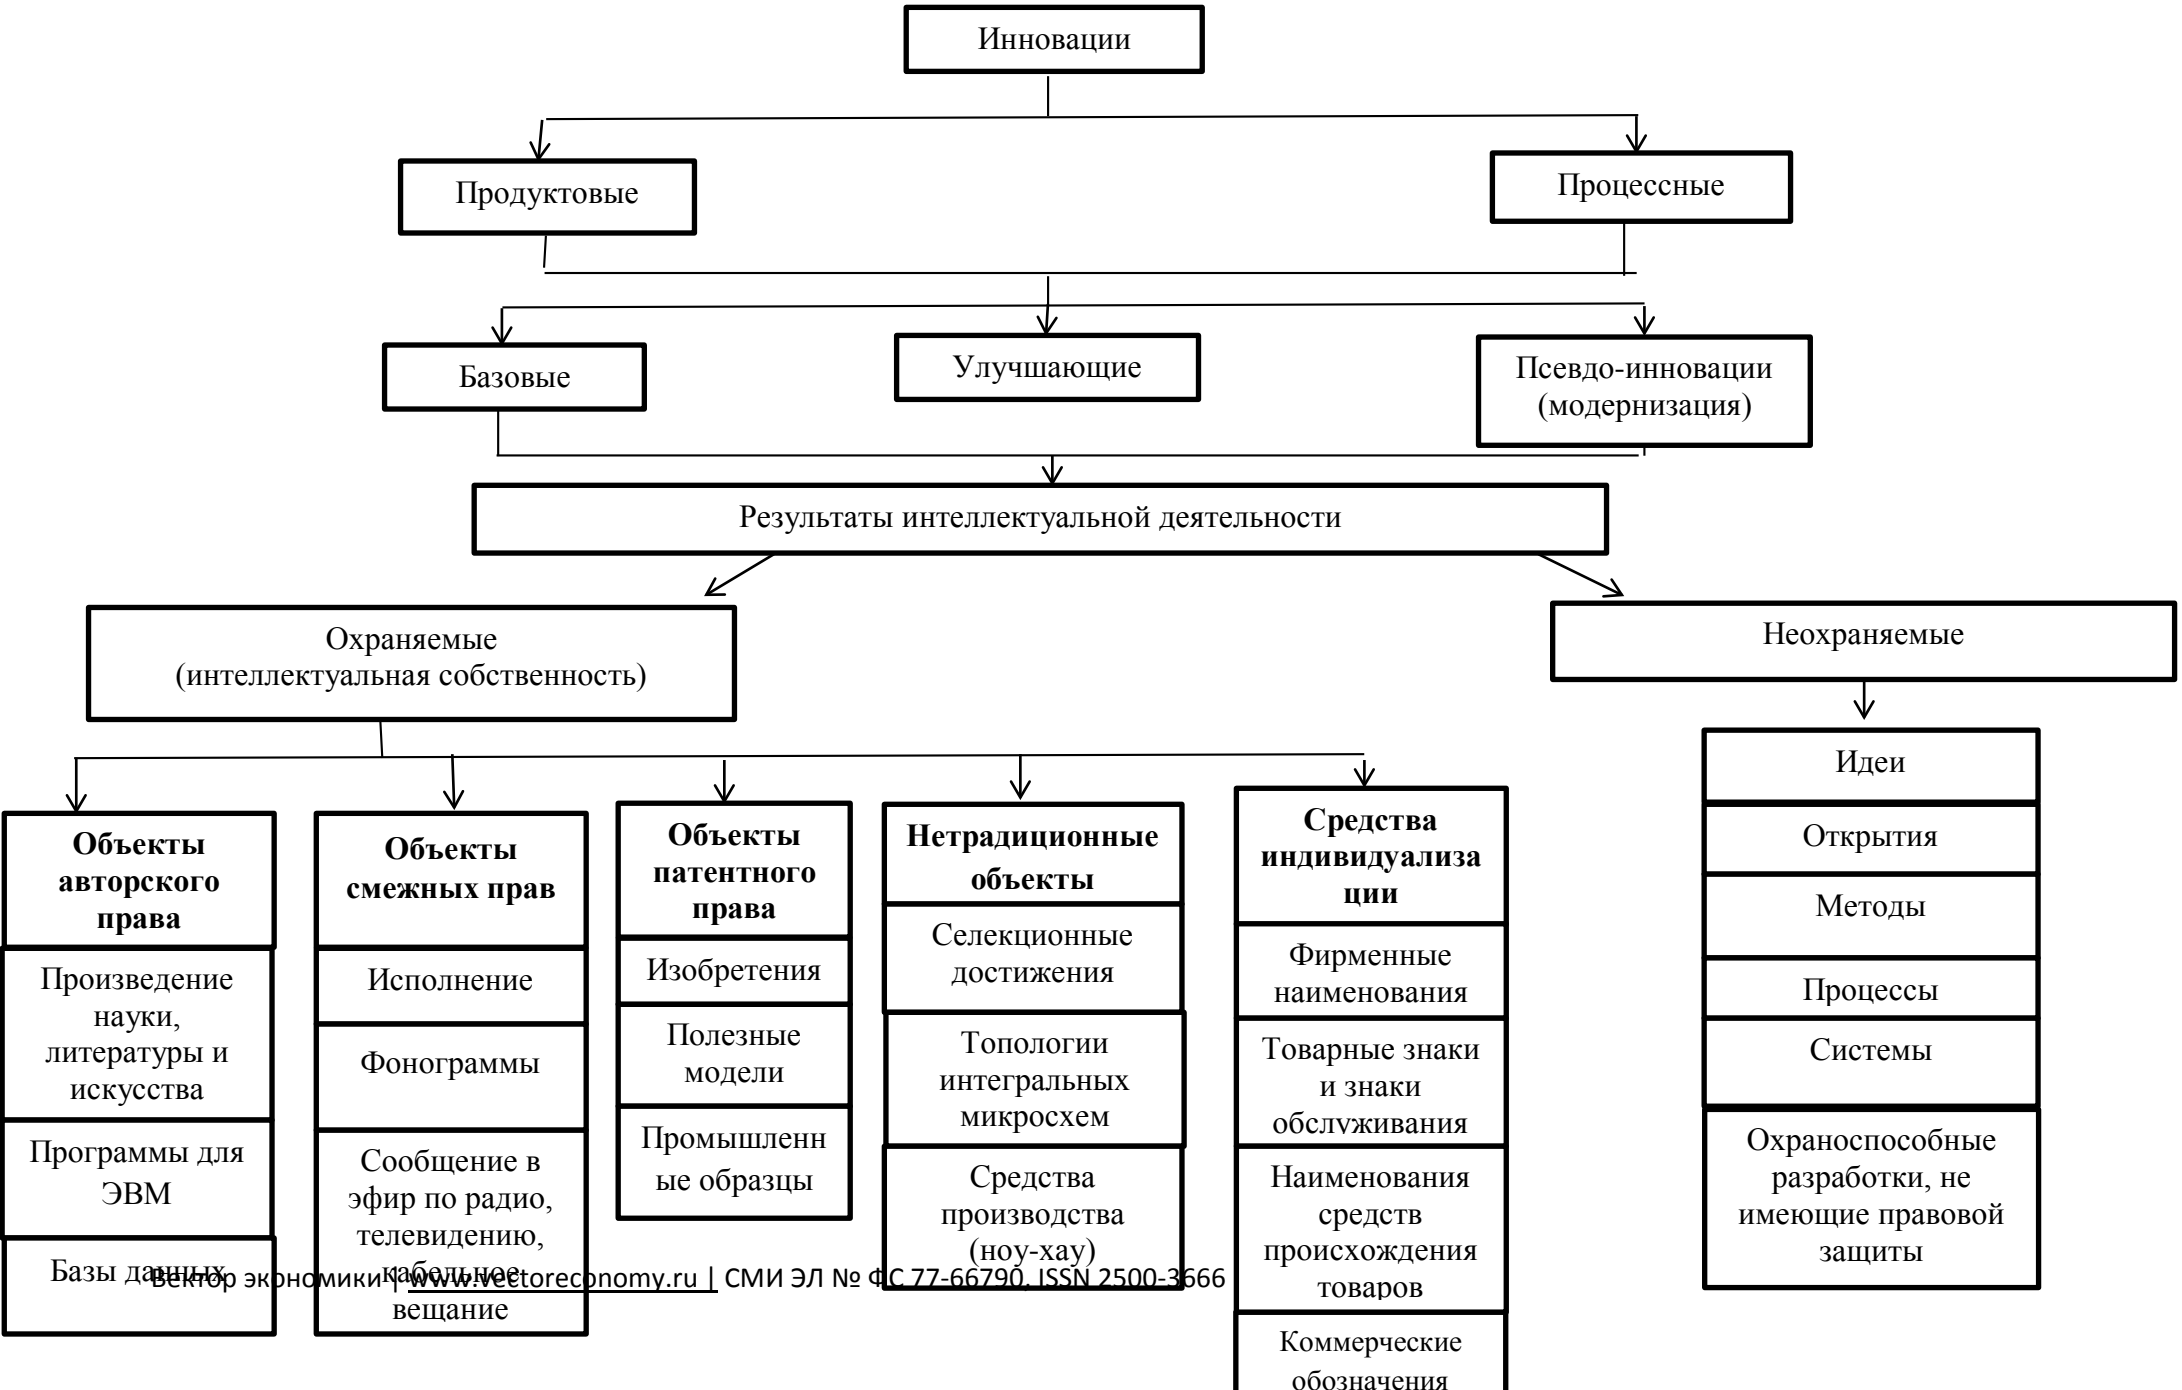 Инновации
Продуктовые
Процессные
Базовые
Улучшающие
Псевдо-инновации
(модернизация)
Результаты интеллектуальной деятельности
Охраняемые
(интеллектуальная собственность)
Неохраняемые
Объекты
авторского
права
Произведение
науки,
литературы и
искусства
Программы для
ЭВМ
Базы данных
Объекты
смежных прав
Исполнение
Фонограммы
Сообщение в
эфир по радио,
телевидению,
кабельное
вещание
Объекты
патентного
права
Изобретения
Полезные
модели
Промышленн
ые образцы
Нетрадиционные
объекты
Селекционные
достижения
Топологии
интегральных
микросхем
Средства
производства
(ноу-хау)
Средства
индивидуализа
ции
Фирменные
наименования
Товарные знаки
и знаки
обслуживания
Наименования
средств
происхождения
товаров
Коммерческие
обозначения
Идеи
Открытия
Методы
Процессы
Системы
Охраноспособные
разработки, не
имеющие правовой
защиты
Вектор экономики | www.vectoreconomy.ru | СМИ ЭЛ № ФС 77-66790, ISSN 2500-3666